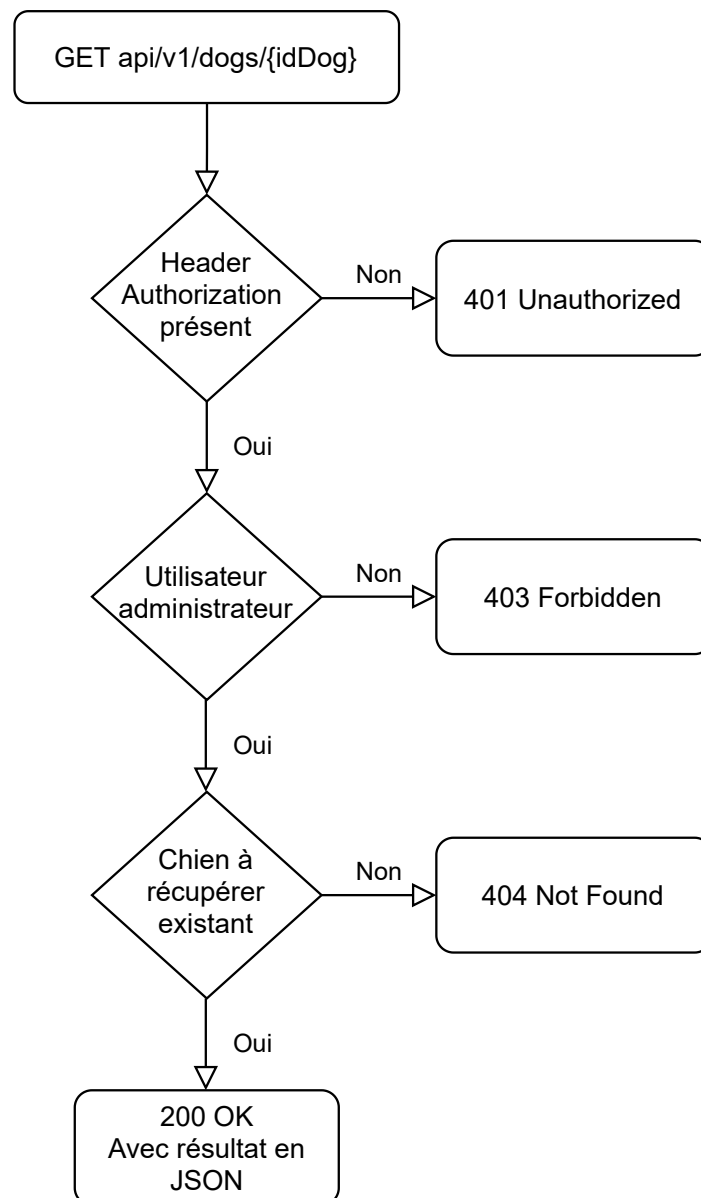 GET api/v1/dogs/{idDog}
Header
Authorization
présent
Non
401 Unauthorized
Oui
Utilisateur
administrateur
Non
403 Forbidden
Oui
Chien à
récupérer
existant
Non
404 Not Found
Oui
200 OK
Avec résultat en
JSON